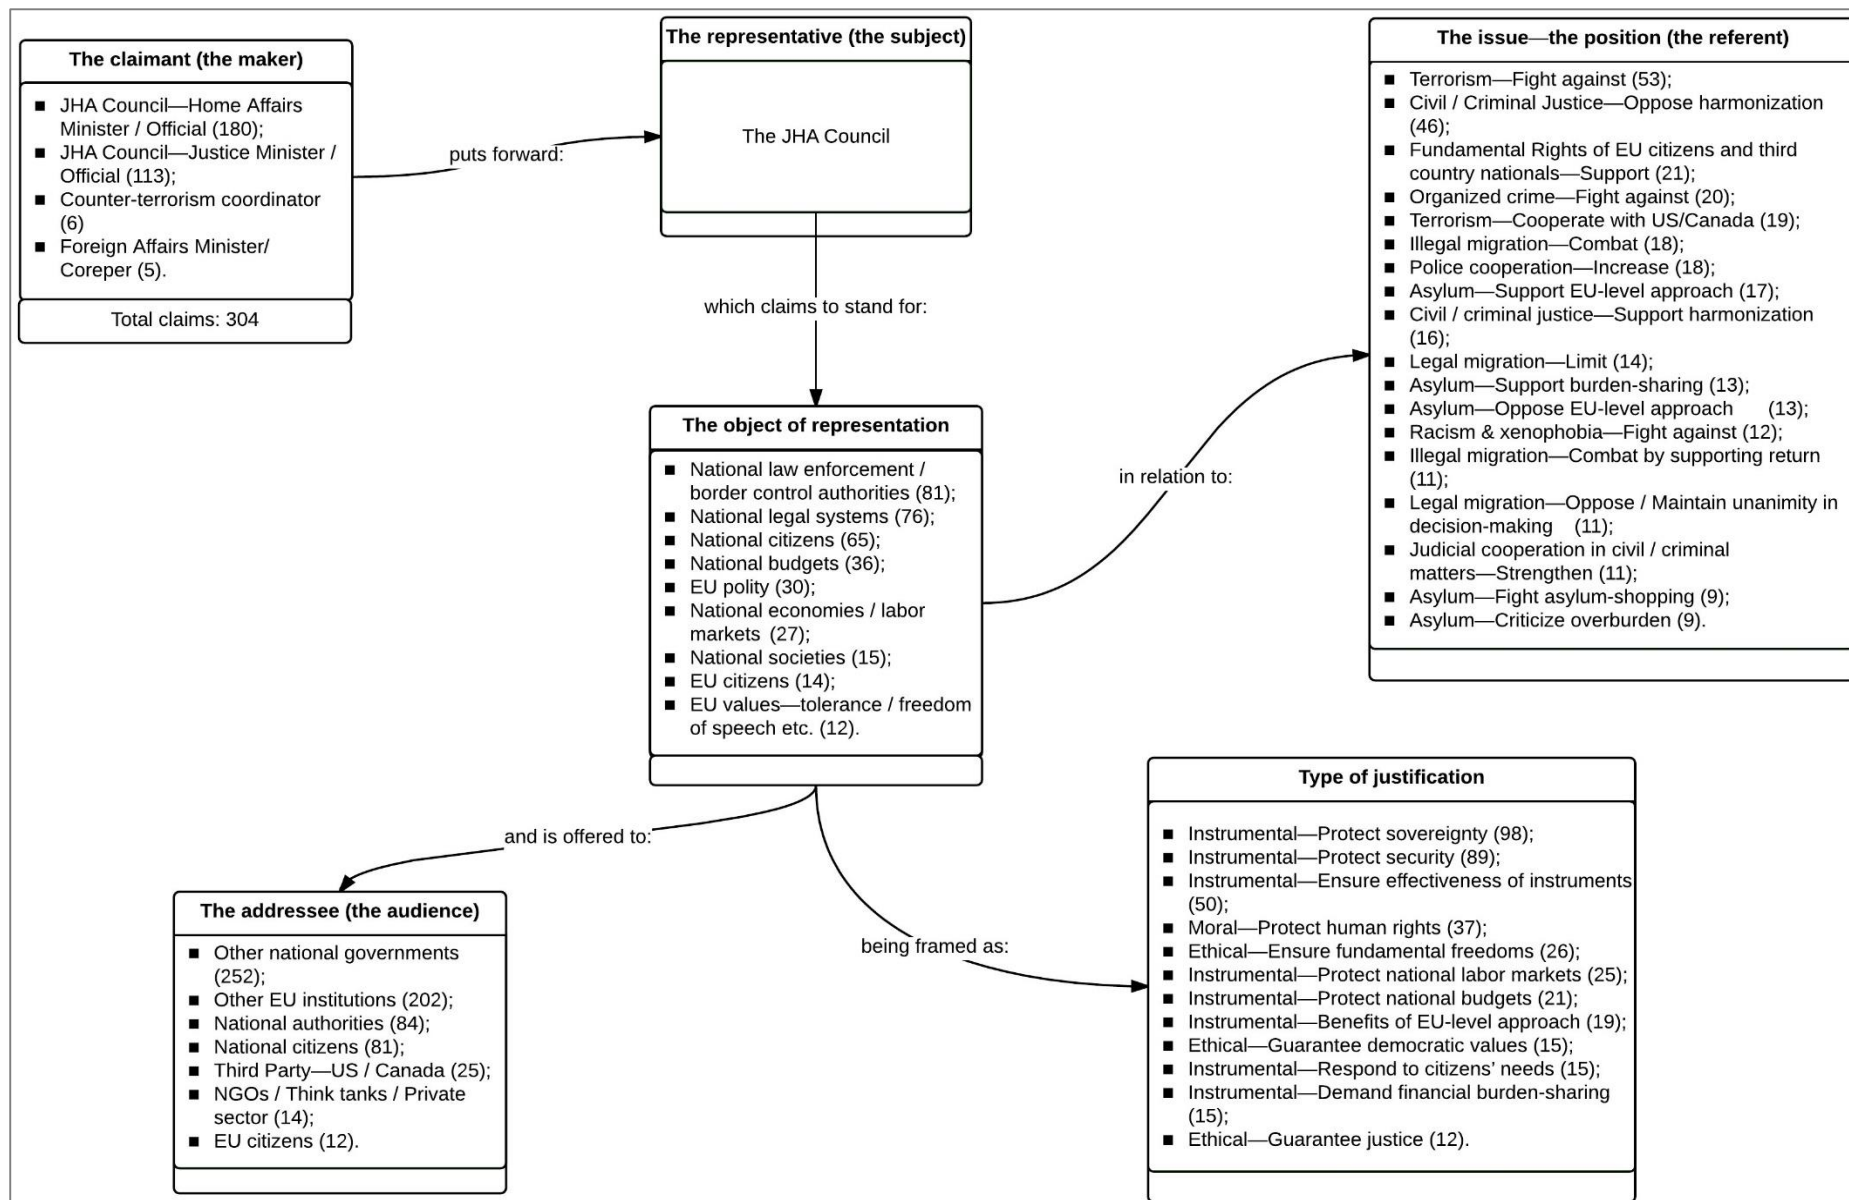 The claimant (the maker)
■ JHA Council—Home Affairs
Minister / Official (180);
■ JHA Council—Justice Minister /
Official (113);
■ Counter-terrorism coordinator
(6)
■ Foreign Affairs Minister/
Coreper (5).
Total claims: 304
puts forward:
The representative (the subject)
The JHA Council
which claims to stand for:
The object of representation
■ National law enforcement /
border control authorities (81);
■ National legal systems (76);
■ National citizens (65);
■ National budgets (36);
■ EU polity (30);
■ National economies / labor
markets (27);
■ National societies (15);
■ EU citizens (14);
■ EU values—tolerance / freedom
of speech etc. (12).
in relation to:
The issue—the position (the referent)
■ Terrorism—Fight against (53);
■ Civil / Criminal Justice—Oppose harmonization
(46);
■ Fundamental Rights of EU citizens and third
country nationals—Support (21);
■ Organized crime—Fight against (20);
■ Terrorism—Cooperate with US/Canada (19);
■ Illegal migration—Combat (18);
■ Police cooperation—Increase (18);
■ Asylum—Support EU-level approach (17);
■ Civil / criminal justice—Support harmonization
(16);
■ Legal migration—Limit (14);
■ Asylum—Support burden-sharing (13);
■ Asylum—Oppose EU-level approach (13);
■ Racism & xenophobia—Fight against (12);
■ Illegal migration—Combat by supporting return
(11);
■ Legal migration—Oppose / Maintain unanimity in
decision-making (11);
■ Judicial cooperation in civil / criminal
matters—Strengthen (11);
■ Asylum—Fight asylum-shopping (9);
■ Asylum—Criticize overburden (9).
and is offered to:
The addressee (the audience)
■ Other national governments
(252);
■ Other EU institutions (202);
■ National authorities (84);
■ National citizens (81);
■ Third Party—US / Canada (25);
■ NGOs / Think tanks / Private
sector (14);
■ EU citizens (12).
being framed as:
Type of justification
■ Instrumental—Protect sovereignty (98);
■ Instrumental—Protect security (89);
■ Instrumental—Ensure effectiveness of instruments
(50);
■ Moral—Protect human rights (37);
■ Ethical—Ensure fundamental freedoms (26);
■ Instrumental—Protect national labor markets (25);
■ Instrumental—Protect national budgets (21);
■ Instrumental—Benefits of EU-level approach (19);
■ Ethical—Guarantee democratic values (15);
■ Instrumental—Respond to citizens’ needs (15);
■ Instrumental—Demand financial burden-sharing
(15);
■ Ethical—Guarantee justice (12).